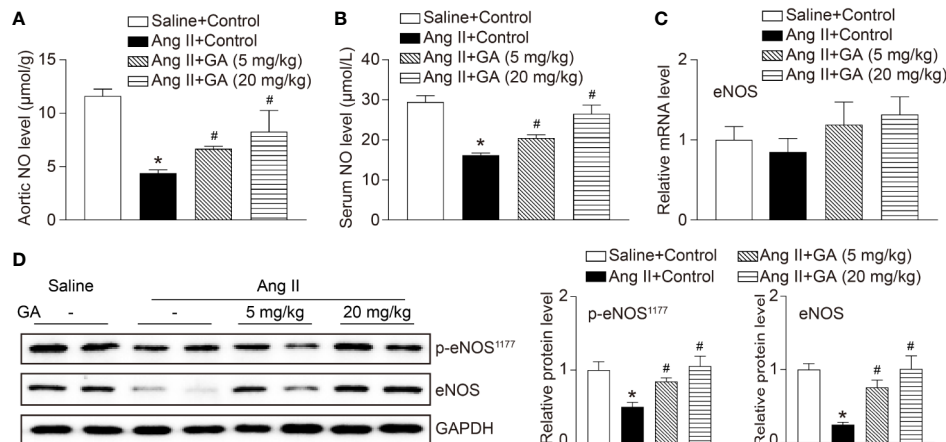 A
Saline+Control
Ang II+Control
Ang II+GA (5 mg/kg)
Ang II+GA (20 mg/kg)
Aortic NO level (μmol/g)
15
10
5
0
*
#
#
B
Saline+Control
Ang II+Control
Ang II+GA (5 mg/kg)
Ang II+GA (20 mg/kg)
Serum NO level (μmol/L)
40
30
20
10
0
*
#
#
C
Saline+Control
Ang II+Control
Ang II+GA (5 mg/kg)
Ang II+GA (20 mg/kg)
Relative mRNA level
2
1
0
eNOS
D
Saline
Ang II
GA - - 5 mg/kg 20 mg/kg
p-eNOS¹¹⁷⁷
eNOS
GAPDH
Saline+Control Ang II+GA (5 mg/kg)
Ang II+Control Ang II+GA (20 mg/kg)
Relative protein level
2
1
0
p-eNOS¹¹⁷⁷
*
#
#
Relative protein level
2
1
0
eNOS
*
#
#